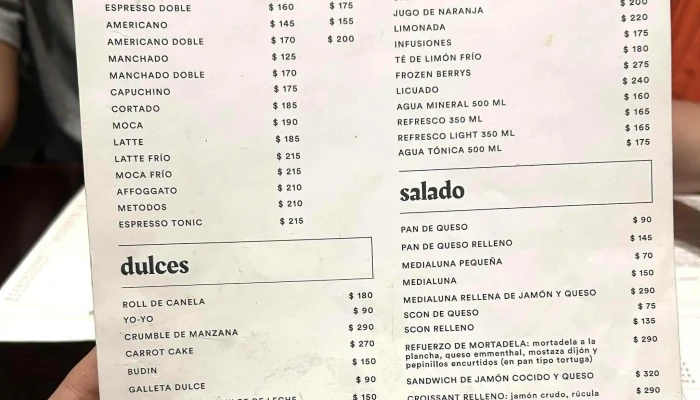 ESPRESSO DOBLE $ 160 $ 175
AMERICANO $ 145 $ 155
AMERICANO DOBLE $ 170 $ 200
MANCHADO $ 125
MANCHADO DOBLE $ 170
CAPUCHINO $ 175
CORTADO $ 185
MOCA $ 190
LATTE $ 185
LATTE FRÍO $ 215
MOCA FRÍO $ 215
AFFOGGATO $ 210
METODOS $ 210
ESPRESSO TONIC $ 215
dulces
ROLL DE CANELA $ 180
YO-YO $ 90
CRUMBLE DE MANZANA $ 290
CARROT CAKE $ 270
BUDIN $ 150
GALLETA DULCE $ 90
DE LECHE $ 150
$ 200
JUGO DE NARANJA $ 220
LIMONADA $ 175
INFUSIONES $ 180
TÉ DE LIMÓN FRÍO $ 275
FROZEN BERRYS $ 240
LICUADO $ 160
AGUA MINERAL 500 ML $ 165
REFRESCO 350 ML $ 165
REFRESCO LIGHT 350 ML $ 175
AGUA TÓNICA 500 ML
salado
PAN DE QUESO $ 90
PAN DE QUESO RELLENO $ 145
MEDIALUNA PEQUEÑA $ 70
MEDIALUNA $ 150
MEDIALUNA RELLENA DE JAMÓN Y QUESO $ 290
SCON DE QUESO $ 75
SCON RELLENO $ 135
REFUERZO DE MORTADELA: mortadela a la $ 290
plancha, queso emmenthal, mostaza dijón y
pepinillos encurtidos (en pan tipo tortuga)
SANDWICH DE JAMÓN COCIDO Y QUESO $ 320
CROISSANT RELLENO: jamón crudo, rúcula $ 290